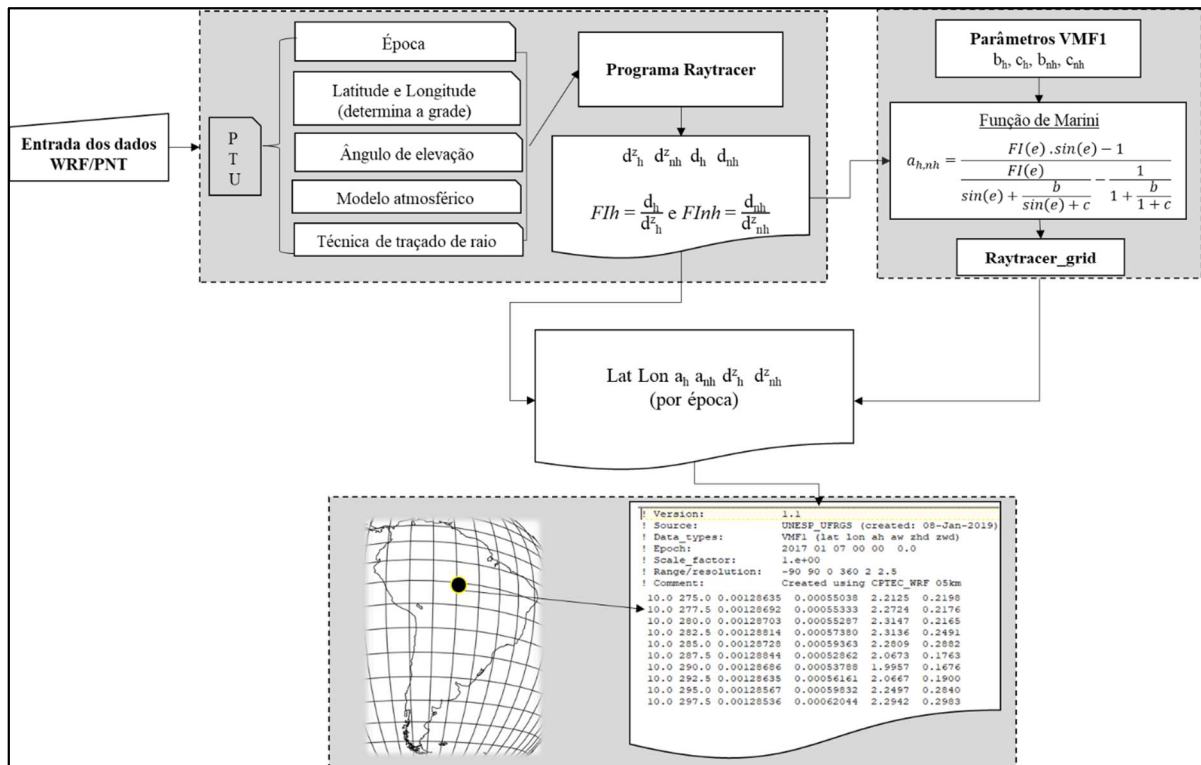 Entrada dos dados
WRF/PNT
P
T
U
Época
Latitude e Longitude
(determina a grade)
Ângulo de elevação
Modelo atmosférico
Técnica de traçado de raio
Programa Raytracer
dᶻₕ dᶻₙₕ dₕ dₙₕ
FIh = dₕ/dᶻₕ e FInh = dₙₕ/dᶻₙₕ
Parâmetros VMF1
bₕ, cₕ, bₙₕ, cₙₕ
Função de Marini
a_{h,nh} = (FI(e) .sin(e) − 1) / (FI(e) / (sin(e) + b / (sin(e) + c)) − 1 / (1 + b / (1 + c)))
Raytracer_grid
Lat Lon aₕ aₙₕ dᶻₕ dᶻₙₕ
(por época)
! Version: 1.1
! Source: UNESP_UFRGS (created: 08-Jan-2019)
! Data_types: VMF1 (lat lon ah aw zhd zwd)
! Epoch: 2017 01 07 00 00 0.0
! Scale_factor: 1.e+00
! Range/resolution: -90 90 0 360 2 2.5
! Comment: Created using CPTEC_WRF 05km
10.0 275.0 0.00128635 0.00055038 2.2125 0.2198
10.0 277.5 0.00128692 0.00055333 2.2724 0.2176
10.0 280.0 0.00128703 0.00055287 2.3147 0.2165
10.0 282.5 0.00128814 0.00057380 2.3136 0.2491
10.0 285.0 0.00128728 0.00059363 2.2809 0.2882
10.0 287.5 0.00128844 0.00052862 2.0673 0.1763
10.0 290.0 0.00128686 0.00053788 1.9957 0.1676
10.0 292.5 0.00128635 0.00056161 2.0667 0.1900
10.0 295.0 0.00128567 0.00059832 2.2497 0.2840
10.0 297.5 0.00128536 0.00062044 2.2942 0.2983